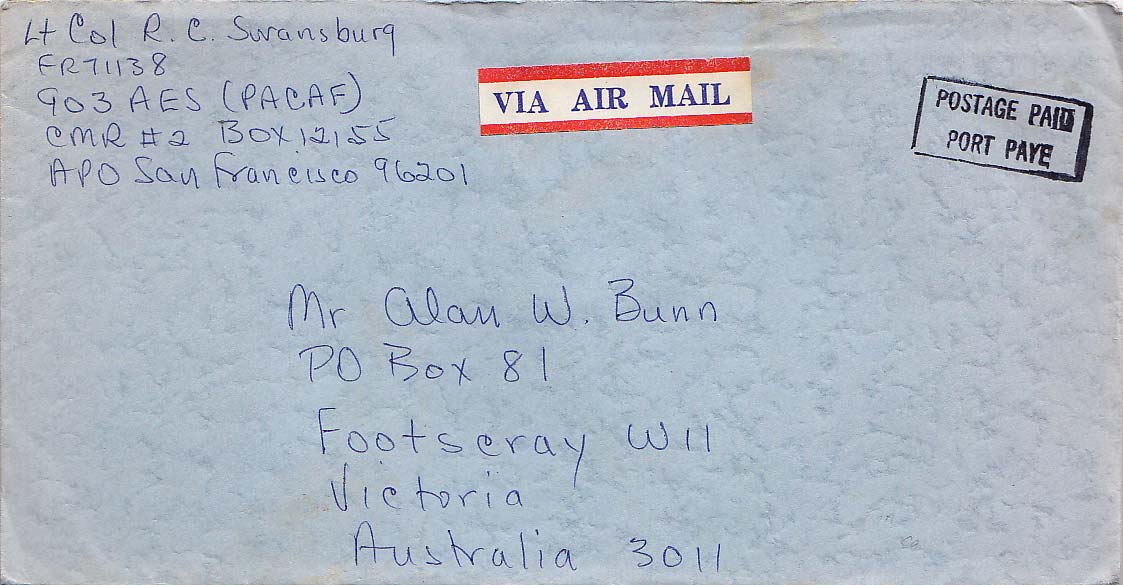 Lt Col R. C. Swansburg
FR71138
903 AES (PACAF)
CMR #2 BOX 12155
APO San Francisco 96201
VIA AIR MAIL
POSTAGE PAID
PORT PAYE
Mr Alan W. Bunn
PO Box 81
Footscray W11
Victoria
Australia 3011